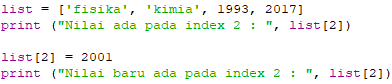 list = ['fisika', 'kimia', 1993, 2017]
print ("Nilai ada pada index 2 : ", list[2])
list[2] = 2001
print ("Nilai baru ada pada index 2 : ", list[2])